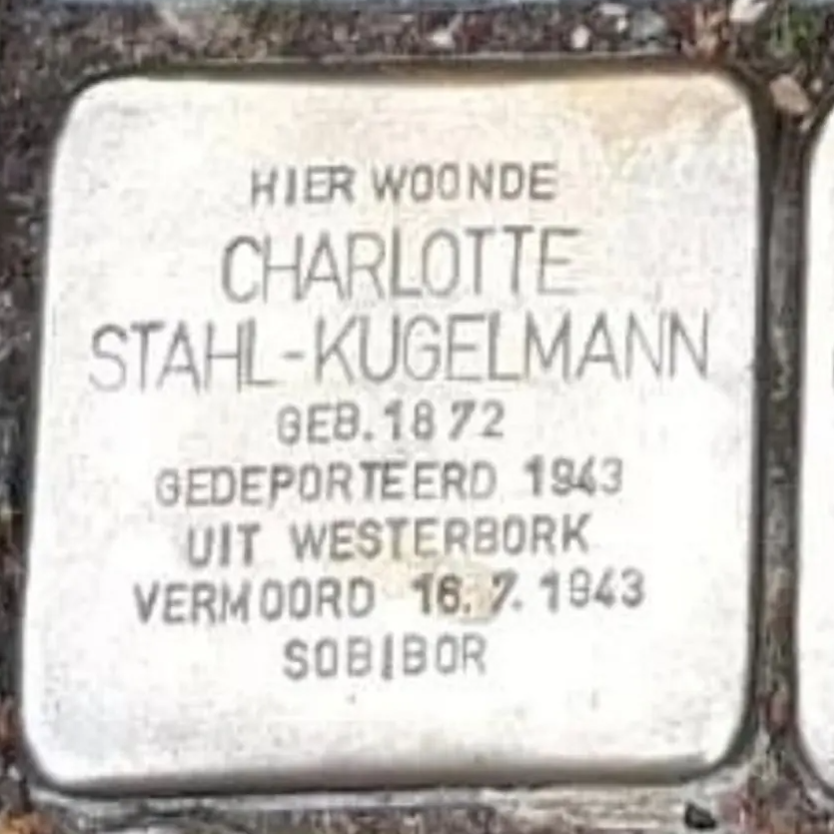 HIER WOONDE
CHARLOTTE
STAHL-KUGELMANN
GEB.1872
GEDEPORTEERD 1943
UIT WESTERBORK
VERMOORD 16.7.1943
SOBIBOR